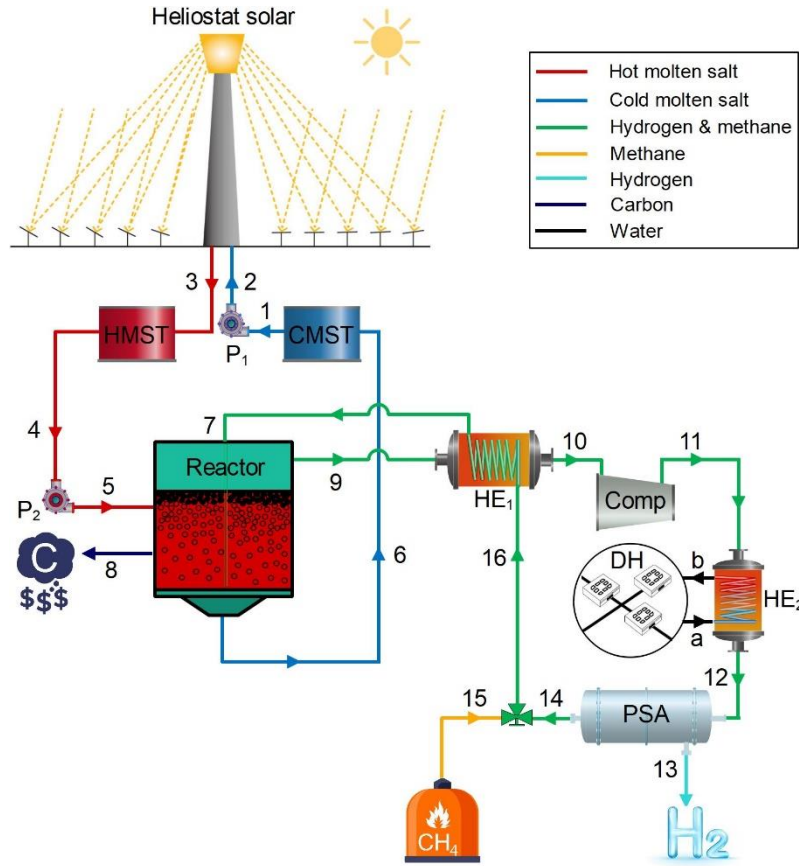 Heliostat solar
Hot molten salt
Cold molten salt
Hydrogen & methane
Methane
Hydrogen
Carbon
Water
3
2
1
HMST
P₁
CMST
4
7
10
11
Reactor
9
HE₁
Comp
P₂
5
C
8
$$$
6
16
DH
b
a
HE₂
12
15
14
PSA
13
CH₄
H₂